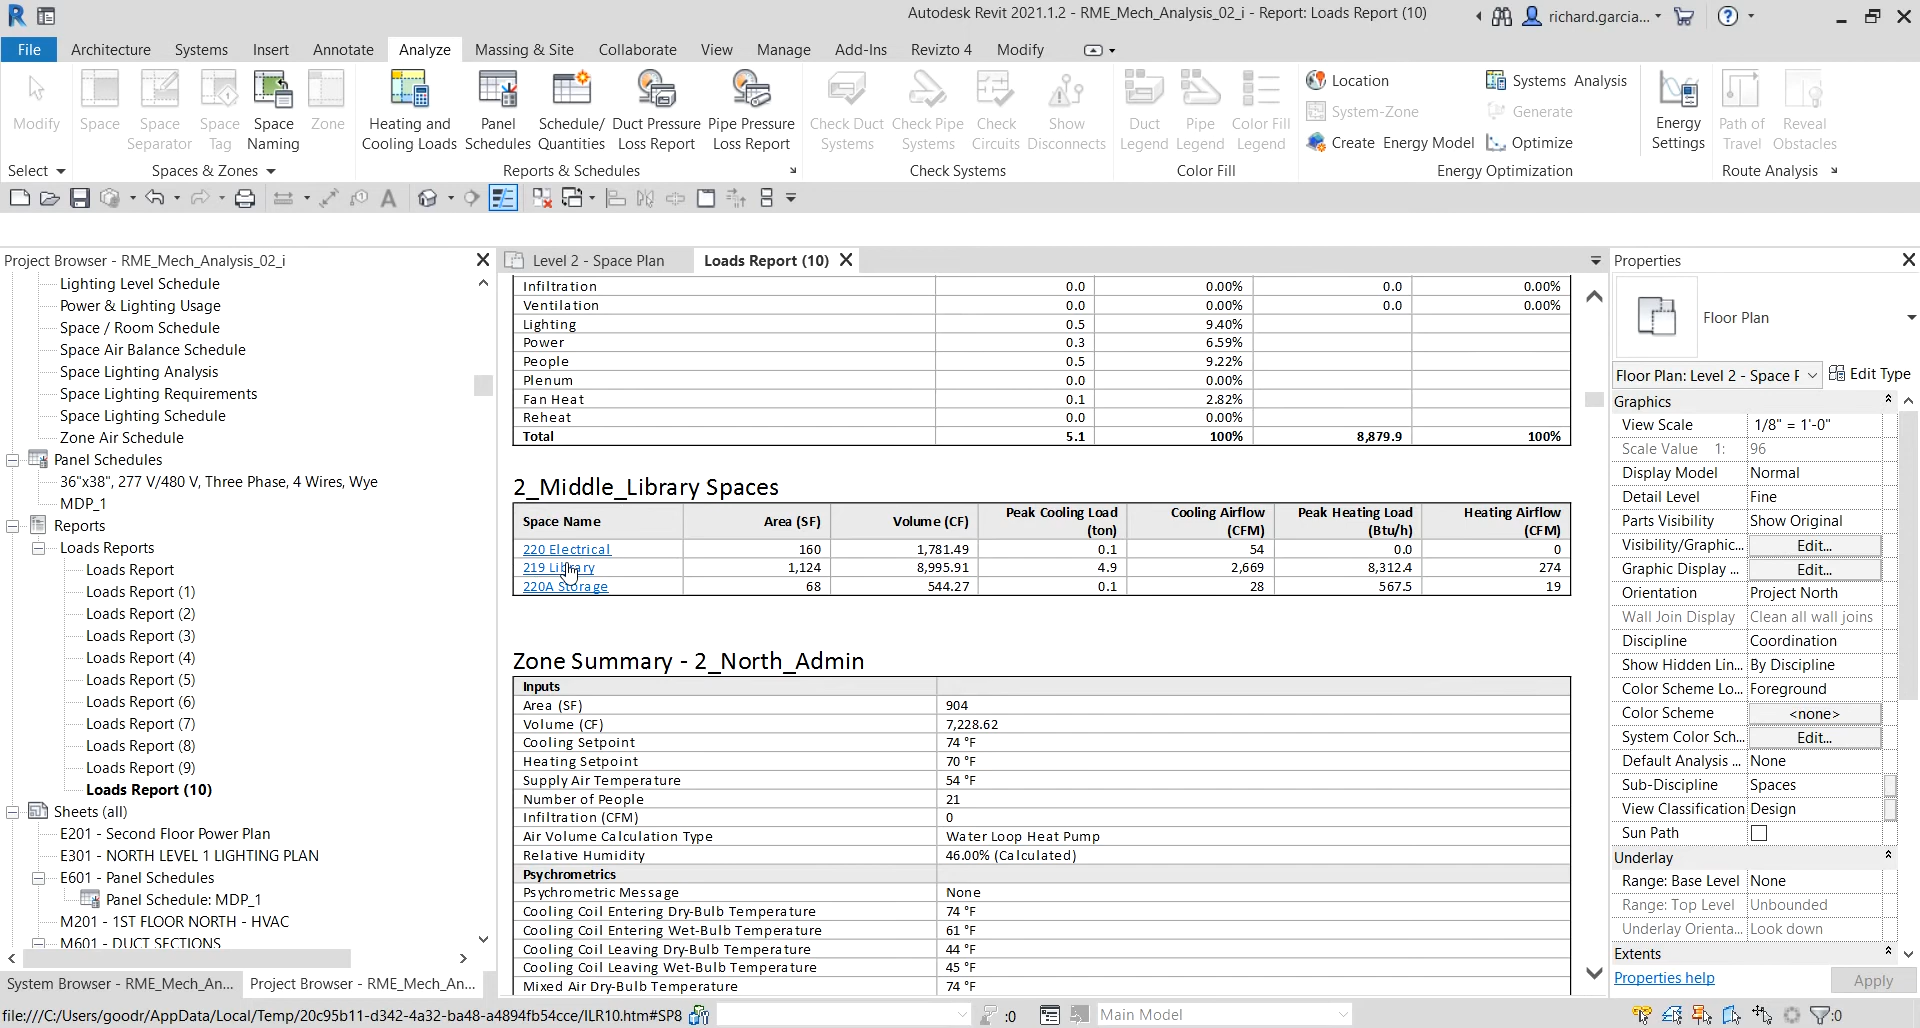 Autodesk Revit 2021.1.2 - RME_Mech_Analysis_02_i - Report: Loads Report (10)
richard.garcia...
File Architecture Systems Insert Annotate Analyze Massing & Site Collaborate View Manage Add-Ins Revizto 4 Modify
Modify
Space
Space Separator
Space Tag
Space Naming
Zone
Heating and Cooling Loads
Panel Schedules
Schedule/ Quantities
Duct Pressure Loss Report
Pipe Pressure Loss Report
Check Duct Systems
Check Pipe Systems
Check Circuits
Show Disconnects
Duct Legend
Pipe Legend
Color Fill Legend
Location
System-Zone
Create Energy Model
Systems Analysis
Generate
Optimize
Energy Settings
Path of Travel
Reveal Obstacles
Select Spaces & Zones Reports & Schedules Check Systems Color Fill Energy Optimization Route Analysis
Project Browser - RME_Mech_Analysis_02_i
Lighting Level Schedule
Power & Lighting Usage
Space / Room Schedule
Space Air Balance Schedule
Space Lighting Analysis
Space Lighting Requirements
Space Lighting Schedule
Zone Air Schedule
Panel Schedules
36"x38", 277 V/480 V, Three Phase, 4 Wires, Wye
MDP_1
Reports
Loads Reports
Loads Report
Loads Report (1)
Loads Report (2)
Loads Report (3)
Loads Report (4)
Loads Report (5)
Loads Report (6)
Loads Report (7)
Loads Report (8)
Loads Report (9)
Loads Report (10)
Sheets (all)
E201 - Second Floor Power Plan
E301 - NORTH LEVEL 1 LIGHTING PLAN
E601 - Panel Schedules
Panel Schedule: MDP_1
M201 - 1ST FLOOR NORTH - HVAC
M601 - DUCT SECTIONS
System Browser - RME_Mech_An... Project Browser - RME_Mech_An...
Level 2 - Space Plan Loads Report (10)
Infiltration 0.0 0.00% 0.0 0.00%
Ventilation 0.0 0.00% 0.0 0.00%
Lighting 0.5 9.40%
Power 0.3 6.59%
People 0.5 9.22%
Plenum 0.0 0.00%
Fan Heat 0.1 2.82%
Reheat 0.0 0.00%
Total 5.1 100% 8,879.9 100%
2_Middle_Library Spaces
Space Name Area (SF) Volume (CF) Peak Cooling Load (ton) Cooling Airflow (CFM) Peak Heating Load (Btu/h) Heating Airflow (CFM)
220 Electrical 160 1,781.49 0.1 54 0.0 0
219 Library 1,124 8,995.91 4.9 2,669 8,312.4 274
220A Storage 68 544.27 0.1 28 567.5 19
Zone Summary - 2_North_Admin
Inputs
Area (SF) 904
Volume (CF) 7,228.62
Cooling Setpoint 74 °F
Heating Setpoint 70 °F
Supply Air Temperature 54 °F
Number of People 21
Infiltration (CFM) 0
Air Volume Calculation Type Water Loop Heat Pump
Relative Humidity 46.00% (Calculated)
Psychrometrics
Psychrometric Message None
Cooling Coil Entering Dry-Bulb Temperature 74 °F
Cooling Coil Entering Wet-Bulb Temperature 61 °F
Cooling Coil Leaving Dry-Bulb Temperature 44 °F
Cooling Coil Leaving Wet-Bulb Temperature 45 °F
Mixed Air Dry-Bulb Temperature 74 °F
Properties
Floor Plan
Floor Plan: Level 2 - Space F Edit Type
Graphics
View Scale 1/8" = 1'-0"
Scale Value 1: 96
Display Model Normal
Detail Level Fine
Parts Visibility Show Original
Visibility/Graphic... Edit...
Graphic Display ... Edit...
Orientation Project North
Wall Join Display Clean all wall joins
Discipline Coordination
Show Hidden Lin... By Discipline
Color Scheme Lo... Foreground
Color Scheme <none>
System Color Sch... Edit...
Default Analysis ... None
Sub-Discipline Spaces
View Classification Design
Sun Path
Underlay
Range: Base Level None
Range: Top Level Unbounded
Underlay Orienta... Look down
Extents
Properties help Apply
file:///C:/Users/goodr/AppData/Local/Temp/20c95b11-d342-4a32-ba48-a4894fb54cce/ILR10.htm#SP8 :0 Main Model :0